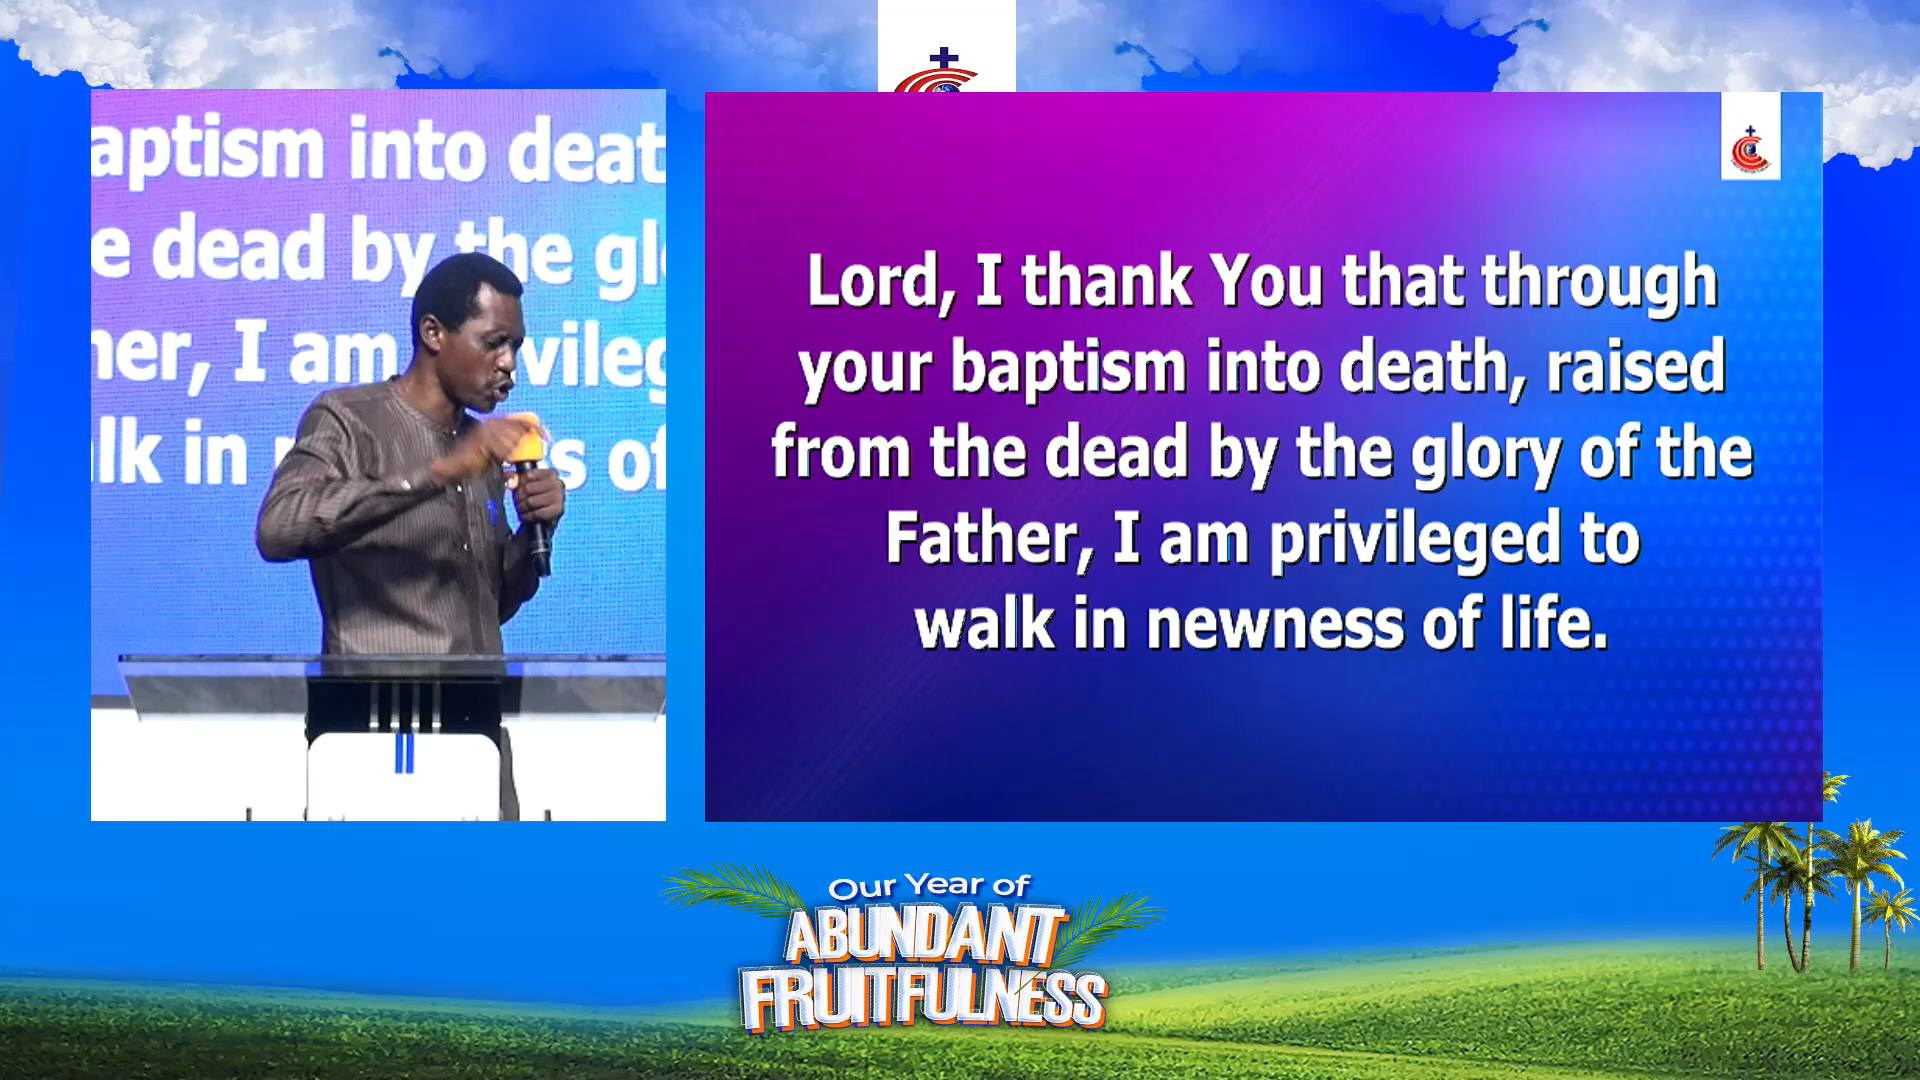 aptism into deat
e dead by the gl
her, I am vileg
lk in s of
Lord, I thank You that through
your baptism into death, raised
from the dead by the glory of the
Father, I am privileged to
walk in newness of life.
Our Year of
ABUNDANT
FRUITFULNESS